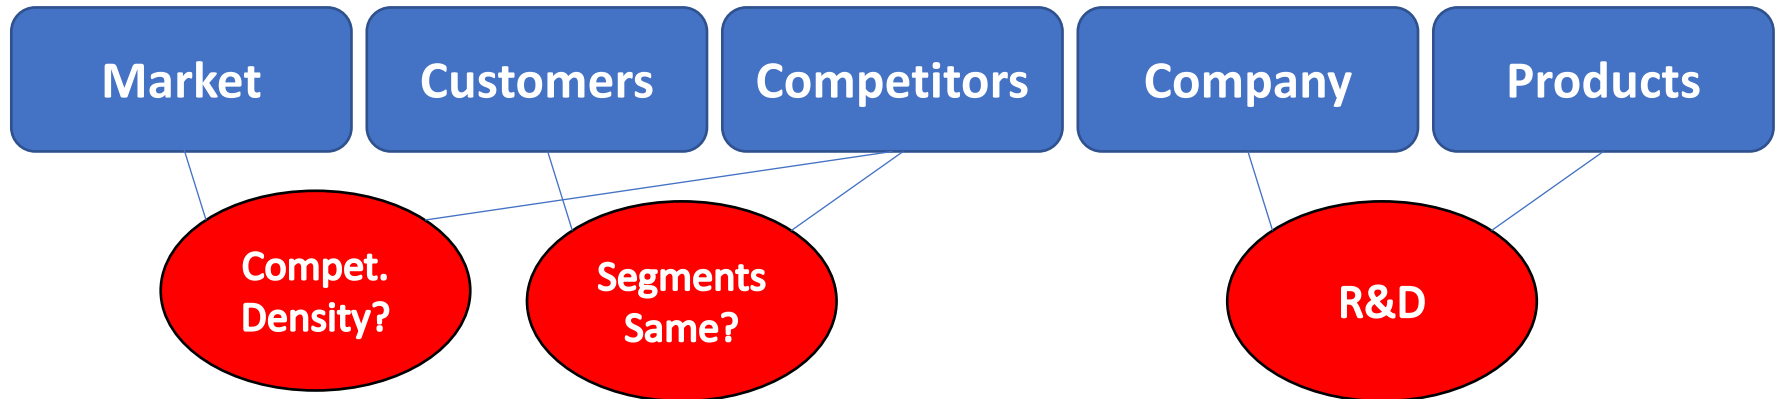 Market
Customers
Competitors
Company
Products
Compet.
Density?
Segments
Same?
R&D